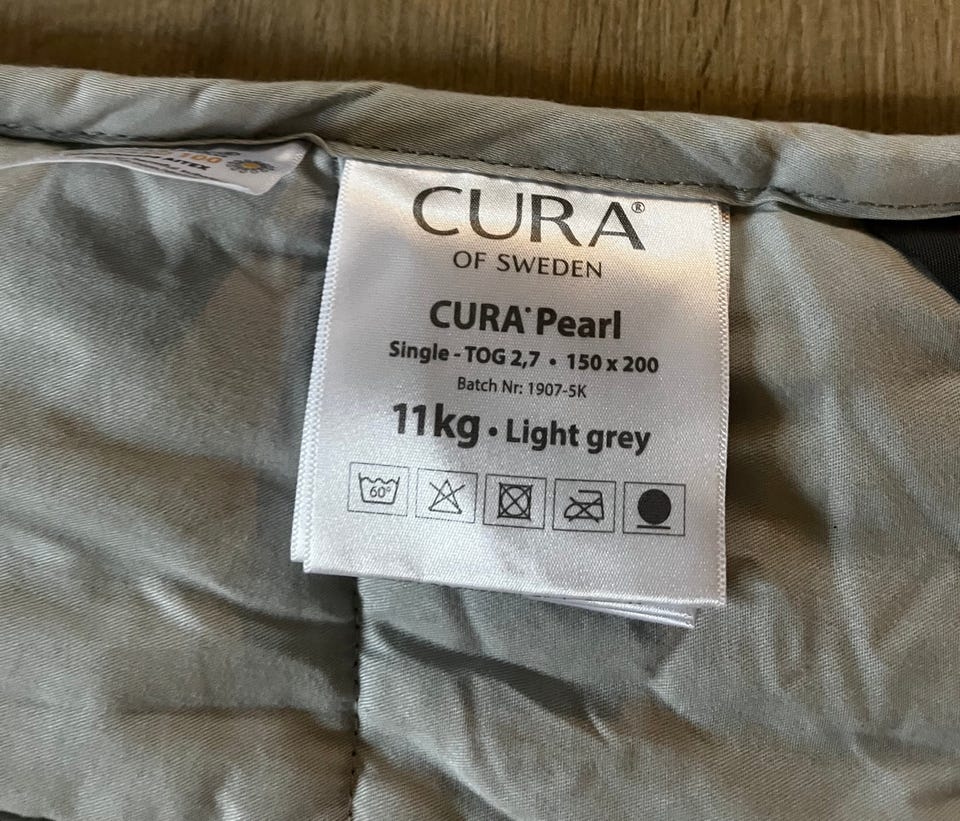 CURA®
OF SWEDEN
CURA® Pearl
Single - TOG 2,7 • 150 x 200
Batch Nr: 1907-5K
11kg • Light grey
60°
100